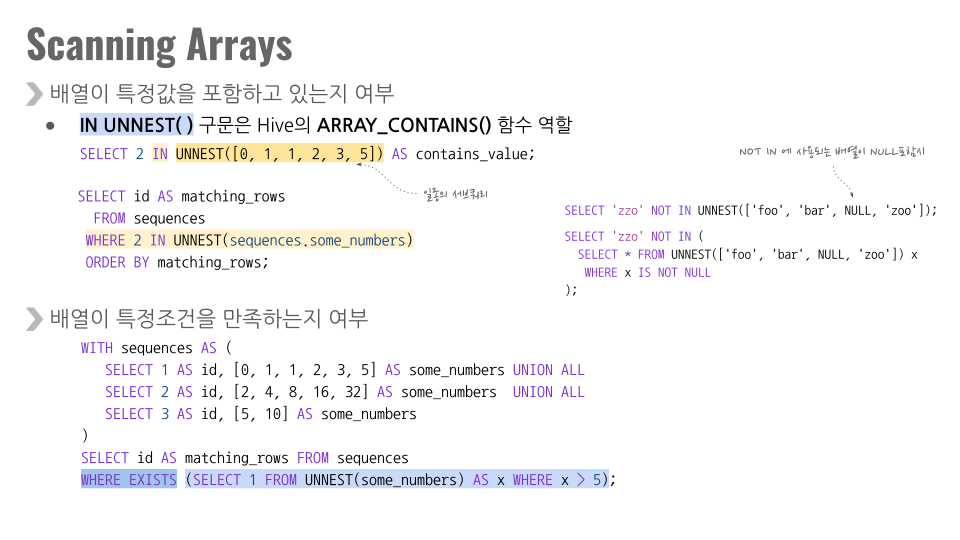 Scanning Arrays
배열이 특정값을 포함하고 있는지 여부
● IN UNNEST( ) 구문은 Hive의 ARRAY_CONTAINS() 함수 역할
SELECT 2 IN UNNEST([0, 1, 1, 2, 3, 5]) AS contains_value;
일종의 서브쿼리
SELECT id AS matching_rows
FROM sequences
WHERE 2 IN UNNEST(sequences.some_numbers)
ORDER BY matching_rows;
NOT IN 에 사용되는 배열이 NULL포함시
SELECT 'zzo' NOT IN UNNEST(['foo', 'bar', NULL, 'zoo']);
SELECT 'zzo' NOT IN (
SELECT * FROM UNNEST(['foo', 'bar', NULL, 'zoo']) x
WHERE x IS NOT NULL
);
배열이 특정조건을 만족하는지 여부
WITH sequences AS (
SELECT 1 AS id, [0, 1, 1, 2, 3, 5] AS some_numbers UNION ALL
SELECT 2 AS id, [2, 4, 8, 16, 32] AS some_numbers UNION ALL
SELECT 3 AS id, [5, 10] AS some_numbers
)
SELECT id AS matching_rows FROM sequences
WHERE EXISTS (SELECT 1 FROM UNNEST(some_numbers) AS x WHERE x > 5);